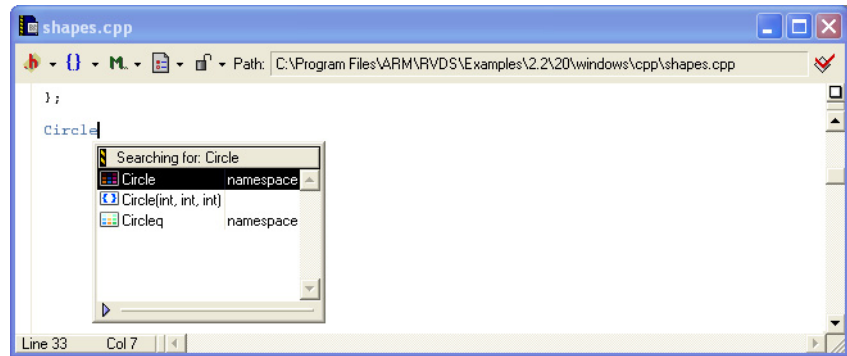 shapes.cpp
h {} M. Path: C:\Program Files\ARM\RVDS\Examples\2.2\20\windows\cpp\shapes.cpp
};
Circle
Searching for: Circle
Circle namespace
Circle(int, int, int)
Circleq namespace
Line 33 Col 7